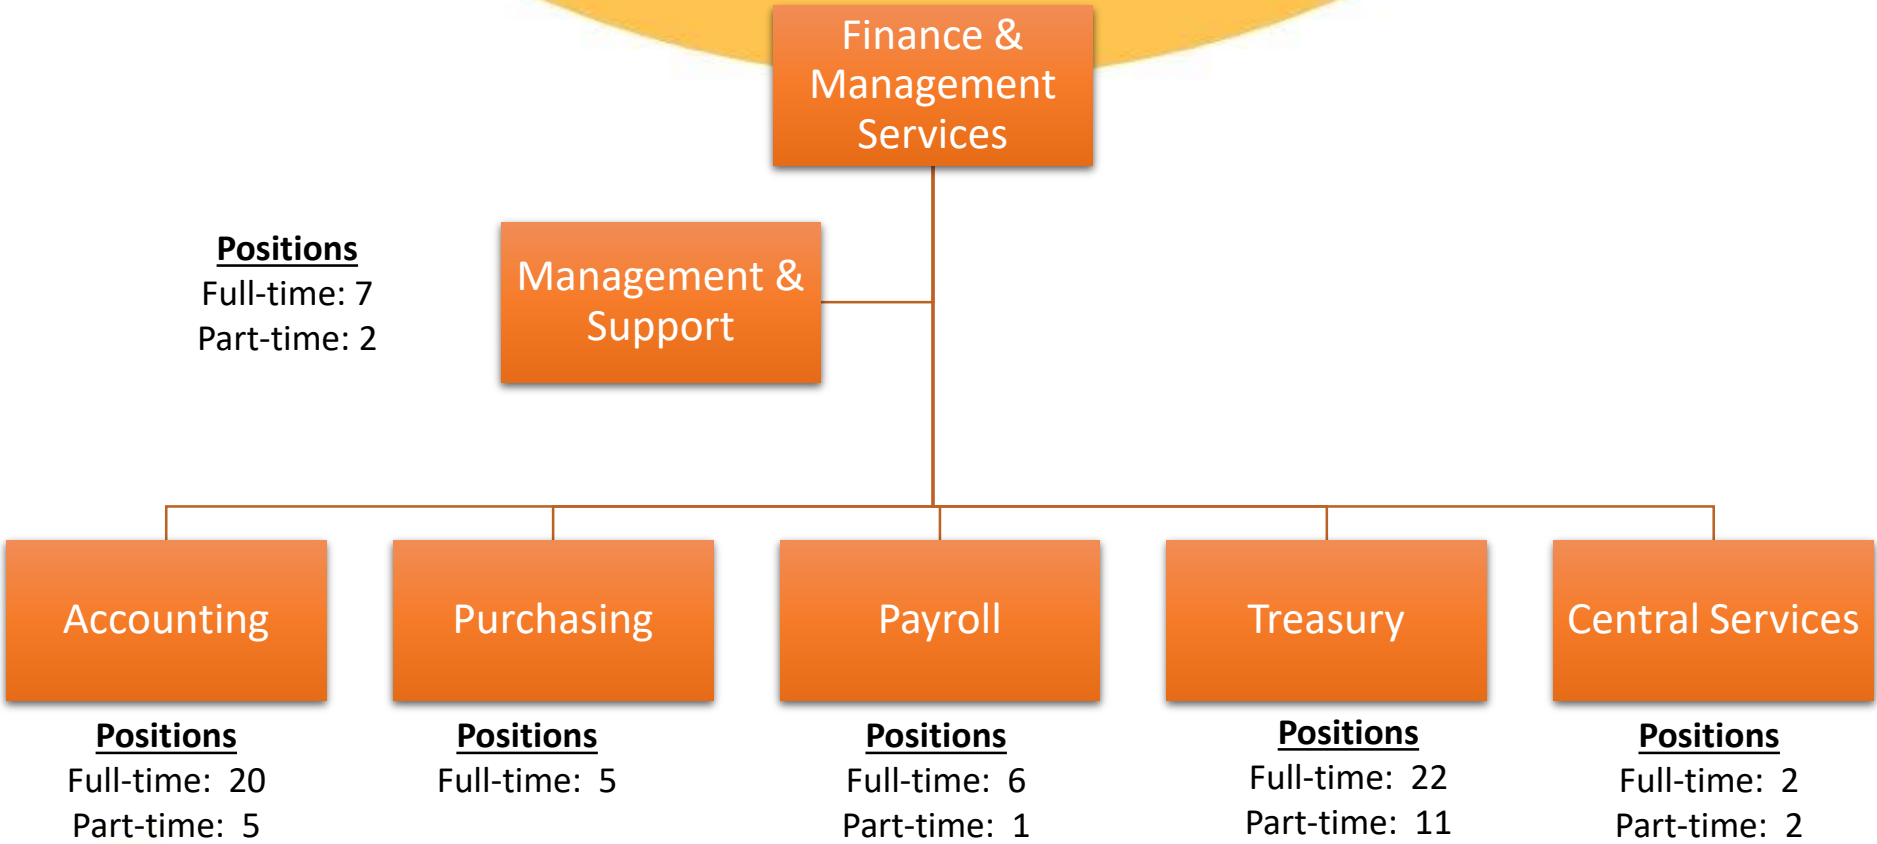 Finance &
Management
Services
Positions
Full-time: 7
Part-time: 2
Management &
Support
Accounting
Purchasing
Payroll
Treasury
Central Services
Positions
Full-time: 20
Part-time: 5
Positions
Full-time: 5
Positions
Full-time: 6
Part-time: 1
Positions
Full-time: 22
Part-time: 11
Positions
Full-time: 2
Part-time: 2